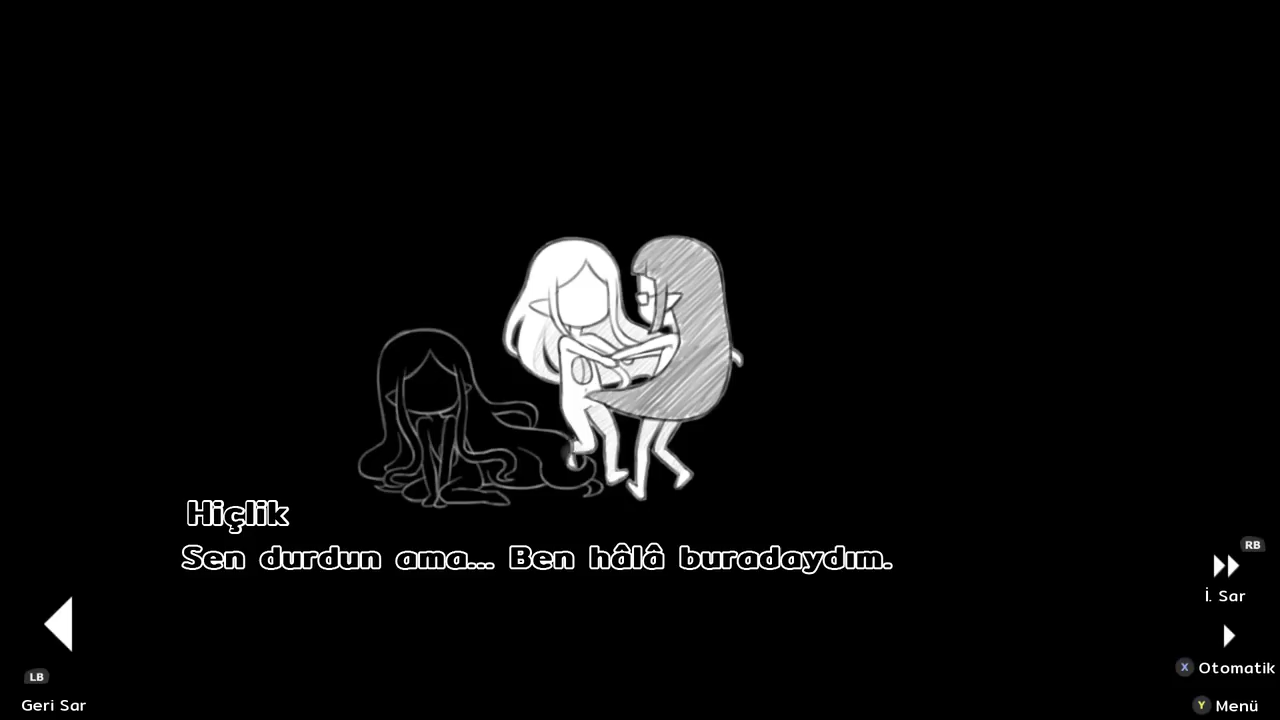 Hiçlik
Sen durdun ama... Ben hâlâ buradaydım.
RB
İ. Sar
LB
X Otomatik
Geri Sar
Y Menü